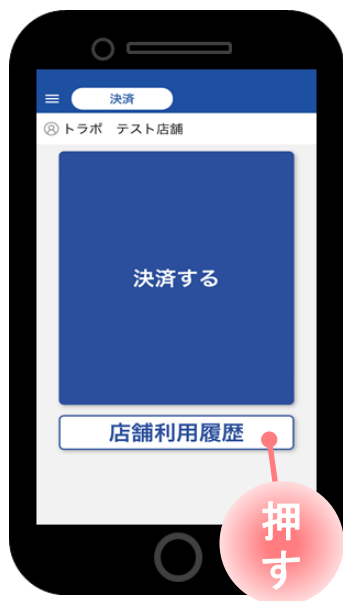 決済
トラポ　テスト店舗
決済する
店舗利用履歴
押
す